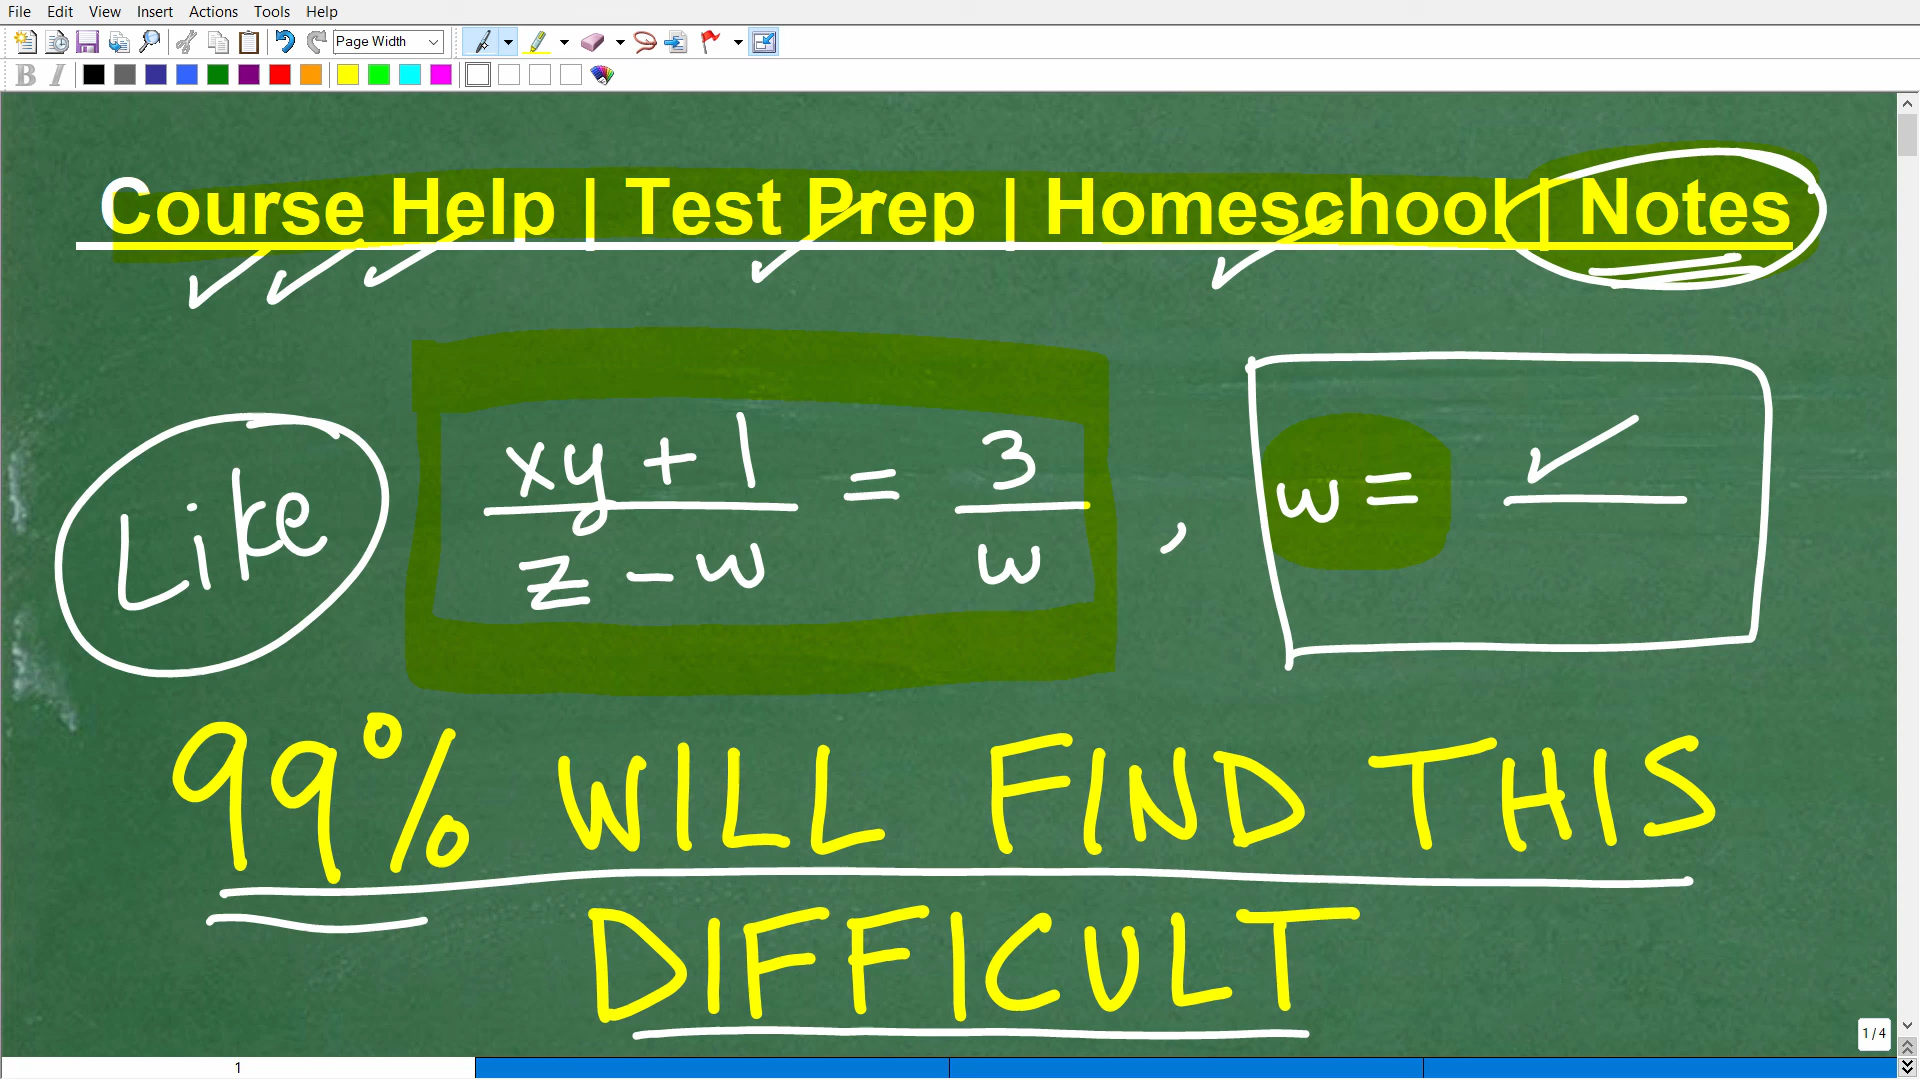 File Edit View Insert Actions Tools Help
Page Width
B I
Course Help | Test Prep | Homeschool | Notes
Like
xy + 1 = 3 , w =
z - w w
99% WILL FIND THIS
DIFFICULT
1 / 4
1